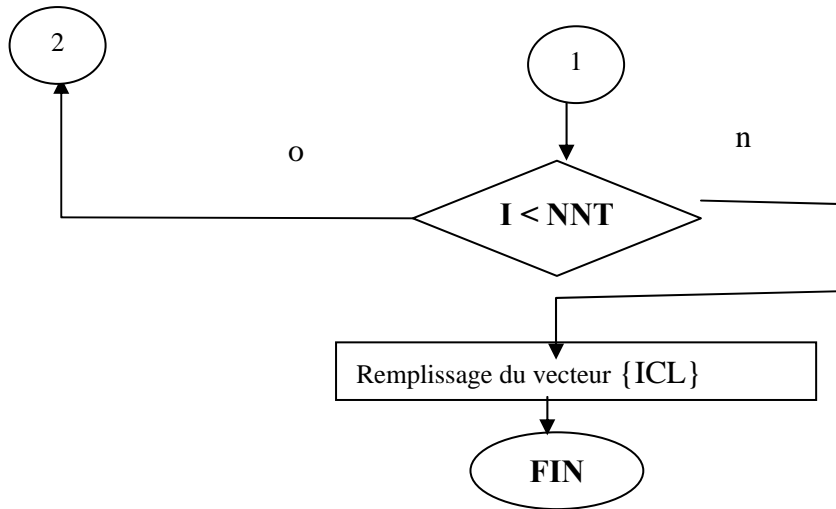 2
1
o
n
I < NNT
Remplissage du vecteur {ICL}
FIN